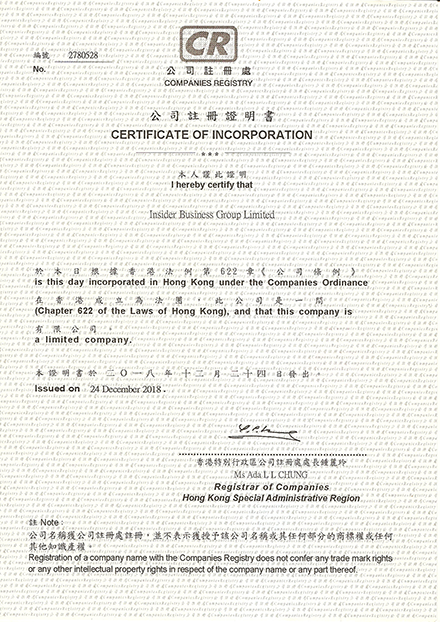 CR
編號 2780528
No.
公司註冊處
COMPANIES REGISTRY
公司註冊證明書
CERTIFICATE OF INCORPORATION
***
本人謹此證明
I hereby certify that
Insider Business Group Limited
於本日根據香港法例第622章《公司條例》
is this day incorporated in Hong Kong under the Companies Ordinance
在香港成立為法團，此公司是一間
(Chapter 622 of the Laws of Hong Kong), and that this company is
有限公司。
a limited company.
本證明書於二〇一八年十二月二十四日發出。
Issued on 24 December 2018.
香港特別行政區公司註冊處處長鍾麗玲
Ms Ada L L CHUNG
Registrar of Companies
Hong Kong Special Administrative Region
註 Note :
公司名稱獲公司註冊處註冊，並不表示獲授予該公司名稱或其任何部分的商標權或任何
其他知識產權。
Registration of a company name with the Companies Registry does not confer any trade mark rights
or any other intellectual property rights in respect of the company name or any part thereof.